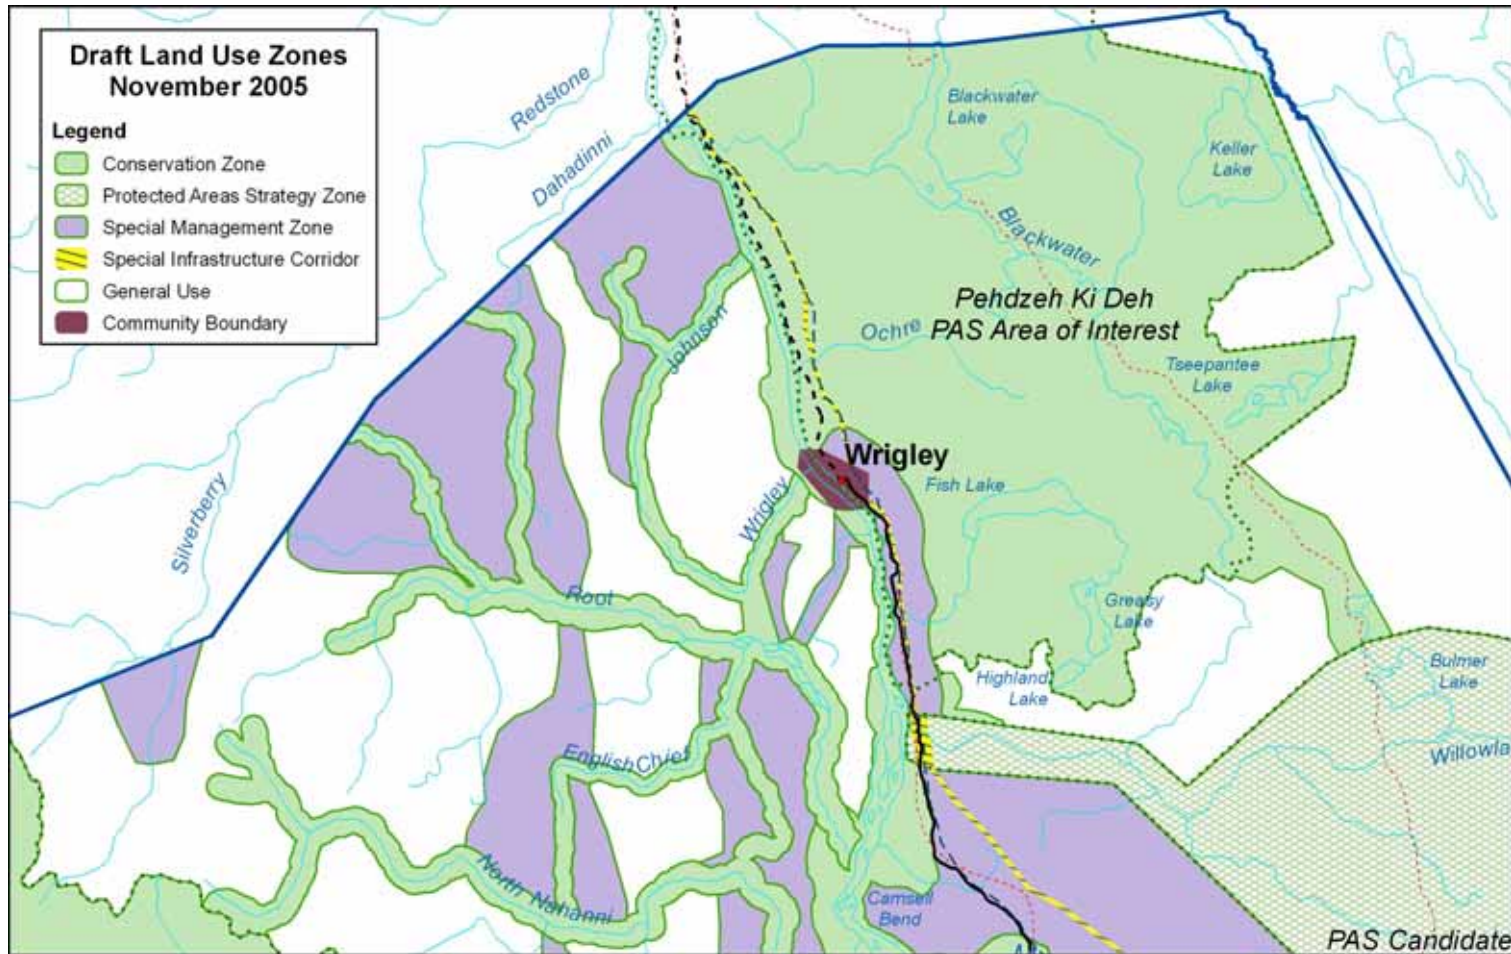 Draft Land Use Zones
November 2005
Legend
Conservation Zone
Protected Areas Strategy Zone
Special Management Zone
Special Infrastructure Corridor
General Use
Community Boundary
Redstone
Dahadinni
Blackwater
Lake
Keller
Lake
Blackwater
Pehdzeh Ki Deh
PAS Area of Interest
Ochre
Johnson
Tseepantee
Lake
Wrigley
Fish Lake
Wrigley
Silverberry
Root
Greasy
Lake
Highland
Lake
Bulmer
Lake
EnglishChief
Willowla
North Nahanni
Camsell
Bend
PAS Candidate